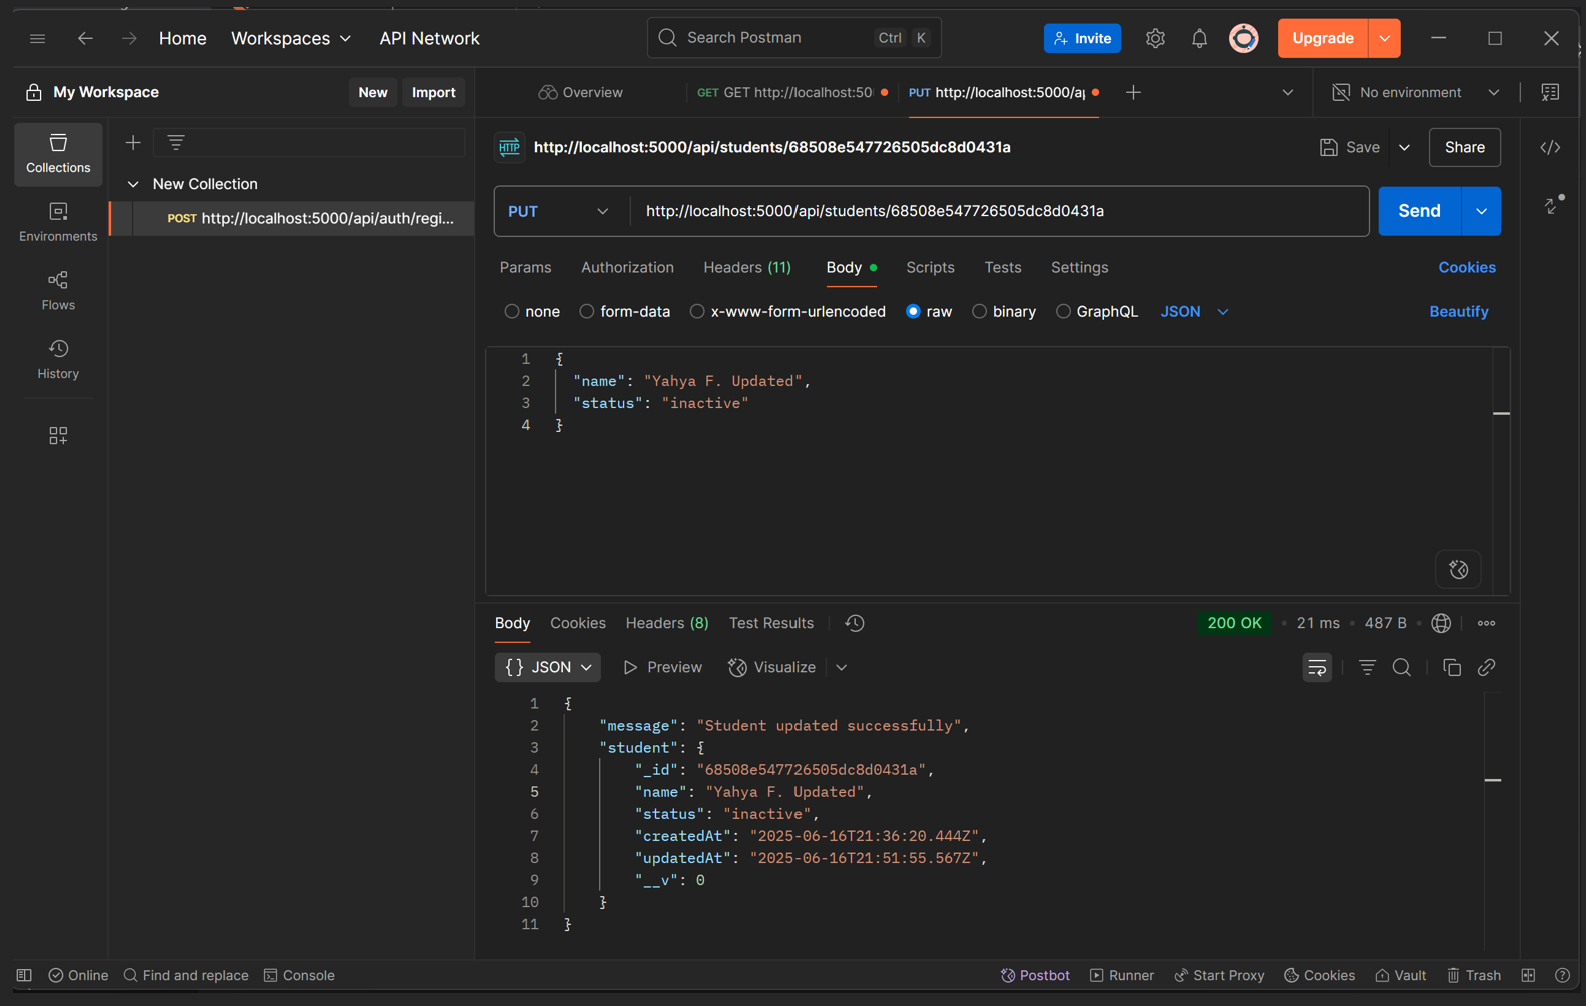 Home Workspaces API Network Search Postman Ctrl K Invite Upgrade
My Workspace New Import Overview GET GET http://localhost:50 PUT http://localhost:5000/a No environment
Collections
Environments
Flows
History
New Collection
POST http://localhost:5000/api/auth/regi...
HTTP http://localhost:5000/api/students/68508e547726505dc8d0431a Save Share
PUT http://localhost:5000/api/students/68508e547726505dc8d0431a Send
Params Authorization Headers (11) Body Scripts Tests Settings Cookies
none form-data x-www-form-urlencoded raw binary GraphQL JSON Beautify
1 {
2 "name": "Yahya F. Updated",
3 "status": "inactive"
4 }
Body Cookies Headers (8) Test Results 200 OK 21 ms 487 B
{} JSON Preview Visualize
1 {
2 "message": "Student updated successfully",
3 "student": {
4 "_id": "68508e547726505dc8d0431a",
5 "name": "Yahya F. Updated",
6 "status": "inactive",
7 "createdAt": "2025-06-16T21:36:20.444Z",
8 "updatedAt": "2025-06-16T21:51:55.567Z",
9 "__v": 0
10 }
11 }
Online Find and replace Console Postbot Runner Start Proxy Cookies Vault Trash